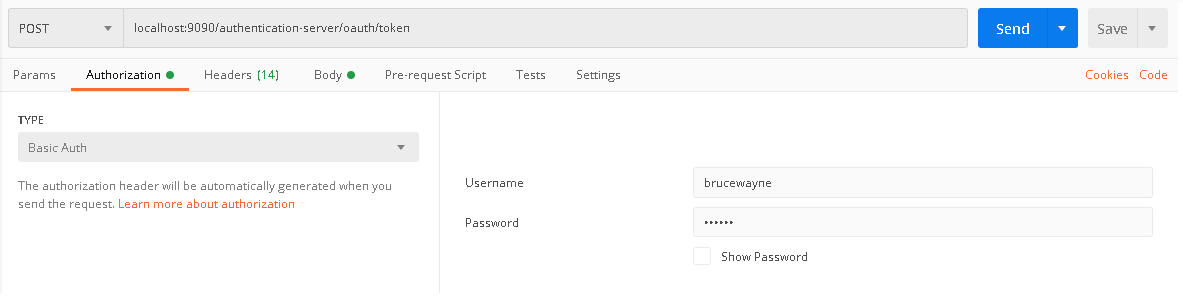 POST localhost:9090/authentication-server/oauth/token Send Save
Params Authorization Headers (14) Body Pre-request Script Tests Settings Cookies Code
TYPE
Basic Auth
The authorization header will be automatically generated when you
send the request. Learn more about authorization
Username brucewayne
Password ••••••
Show Password